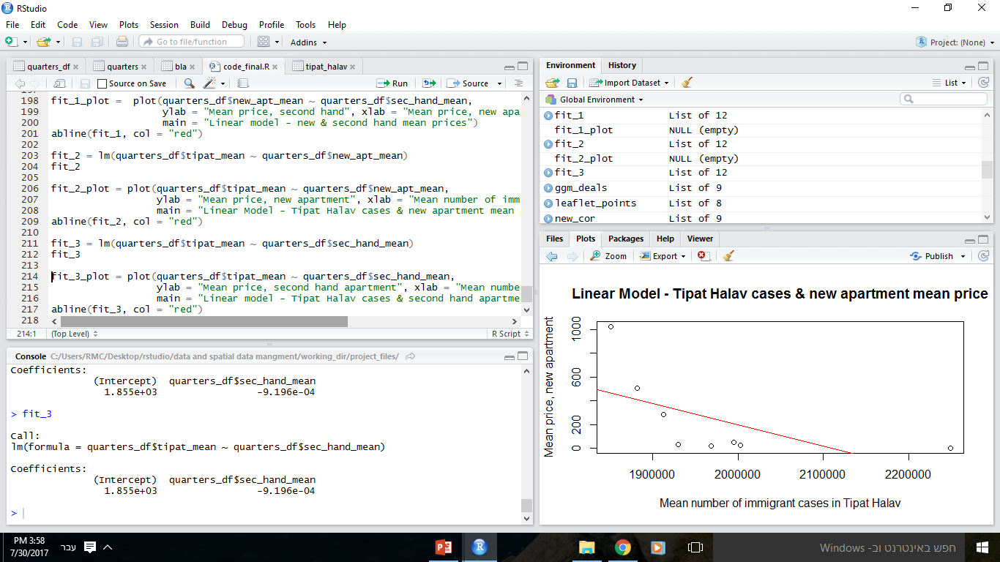 RStudio
File Edit Code View Plots Session Build Debug Profile Tools Help
Go to file/function Addins Project: (None)
quarters_df quarters bla code_final.R tipat_halav
Source on Save Run Source
198 fit_1_plot =  plot(quarters_df$new_apt_mean ~ quarters_df$sec_hand_mean,
199 ylab = "Mean price, second hand", xlab = "Mean price, new apa
200 main = "Linear model - new & second hand mean prices")
201 abline(fit_1, col = "red")
202
203 fit_2 = lm(quarters_df$tipat_mean ~ quarters_df$new_apt_mean)
204 fit_2
205
206 fit_2_plot = plot(quarters_df$tipat_mean ~ quarters_df$new_apt_mean,
207 ylab = "Mean price, new apartment", xlab = "Mean number of imm
208 main = "Linear Model - Tipat Halav cases & new apartment mean
209 abline(fit_2, col = "red")
210
211 fit_3 = lm(quarters_df$tipat_mean ~ quarters_df$sec_hand_mean)
212 fit_3
213
214 fit_3_plot = plot(quarters_df$tipat_mean ~ quarters_df$sec_hand_mean,
215 ylab = "Mean price, second hand apartment", xlab = "Mean numbe
216 main = "Linear model - Tipat Halav cases & second hand apartme
217 abline(fit_3, col = "red")
218
214:1 (Top Level) R Script
Console C:/Users/RMC/Desktop/rstudio/data and spatial data mangment/working_dir/project_files/
Coefficients:
(Intercept) quarters_df$sec_hand_mean
1.855e+03 -9.196e-04
> fit_3
Call:
lm(formula = quarters_df$tipat_mean ~ quarters_df$sec_hand_mean)
Coefficients:
(Intercept) quarters_df$sec_hand_mean
1.855e+03 -9.196e-04
>
Environment History
Import Dataset List
Global Environment
fit_1 List of 12
fit_1_plot NULL (empty)
fit_2 List of 12
fit_2_plot NULL (empty)
fit_3 List of 12
ggm_deals List of 9
leaflet_points List of 8
new_cor List of 9
Files Plots Packages Help Viewer
Zoom Export Publish
Linear Model - Tipat Halav cases & new apartment mean price
Mean price, new apartment
1000
600
200
0
1900000 2000000 2100000 2200000
Mean number of immigrant cases in Tipat Halav
PM 3:58
7/30/2017
עבר
חפש באינטרנט וב- Windows